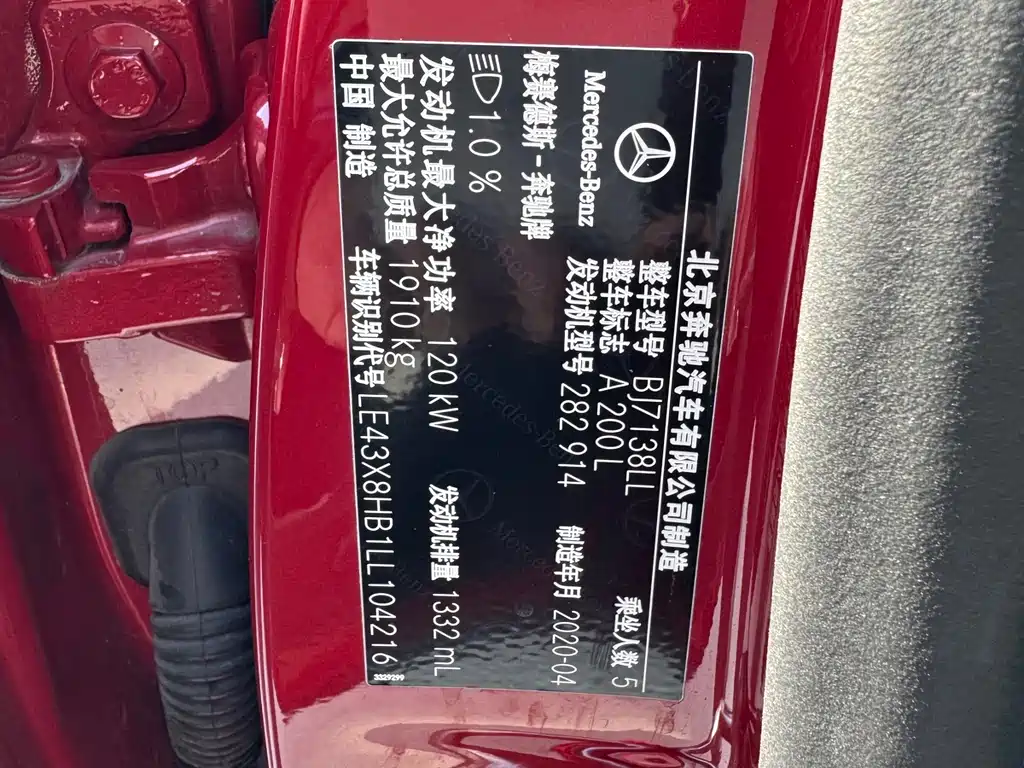 北京奔驰汽车有限公司制造
Mercedes-Benz
整车型号 BJ7138LL 乘坐人数 5
整车标志 A 200 L
梅赛德斯-奔驰牌 发动机型号 282 914 制造年月 2020-04
1.0 %
发动机最大净功率 120 kW 发动机排量 1332 mL
最大允许总质量 1910 kg
中国 制造 车辆识别代号 LE43X8HB1LL104216
3329299
TOP